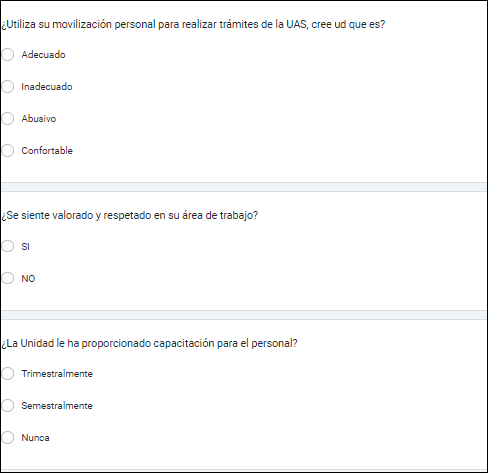 ¿Utiliza su movilización personal para realizar trámites de la UAS, cree ud que es?
Adecuado
Inadecuado
Abusivo
Confortable
¿Se siente valorado y respetado en su área de trabajo?
SI
NO
¿La Unidad le ha proporcionado capacitación para el personal?
Trimestralmente
Semestralmente
Nunca